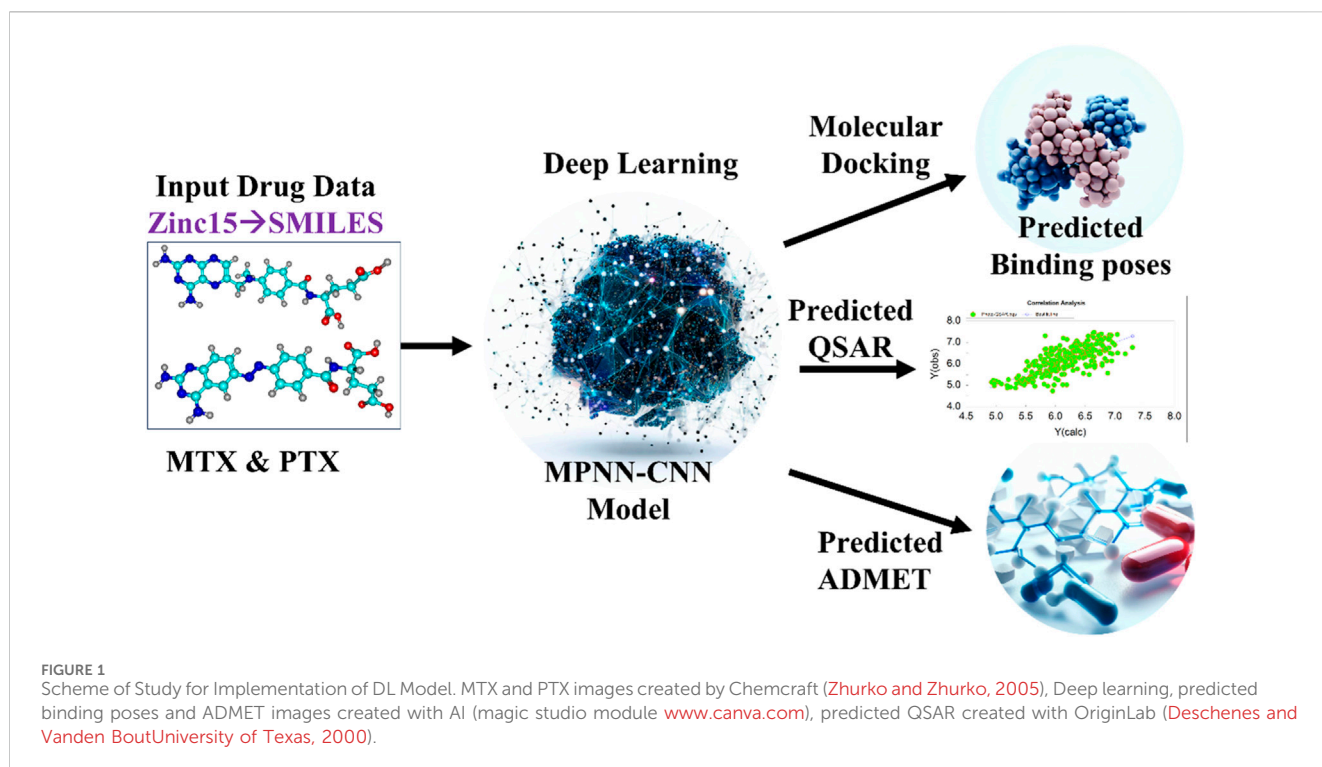 Input Drug Data
Zinc15→SMILES
MTX & PTX
Deep Learning
MPNN-CNN
Model
Molecular
Docking
Predicted
Binding poses
Predicted
QSAR
Correlation Analysis
Y(obs)
8.0
7.0
6.0
5.0
4.0
4.5 5.0 5.5 6.0 6.5 7.0 7.5 8.0
Y(calc)
Predicted
ADMET
FIGURE 1
Scheme of Study for Implementation of DL Model. MTX and PTX images created by Chemcraft (Zhurko and Zhurko, 2005), Deep learning, predicted
binding poses and ADMET images created with AI (magic studio module www.canva.com), predicted QSAR created with OriginLab (Deschenes and
Vanden BoutUniversity of Texas, 2000).